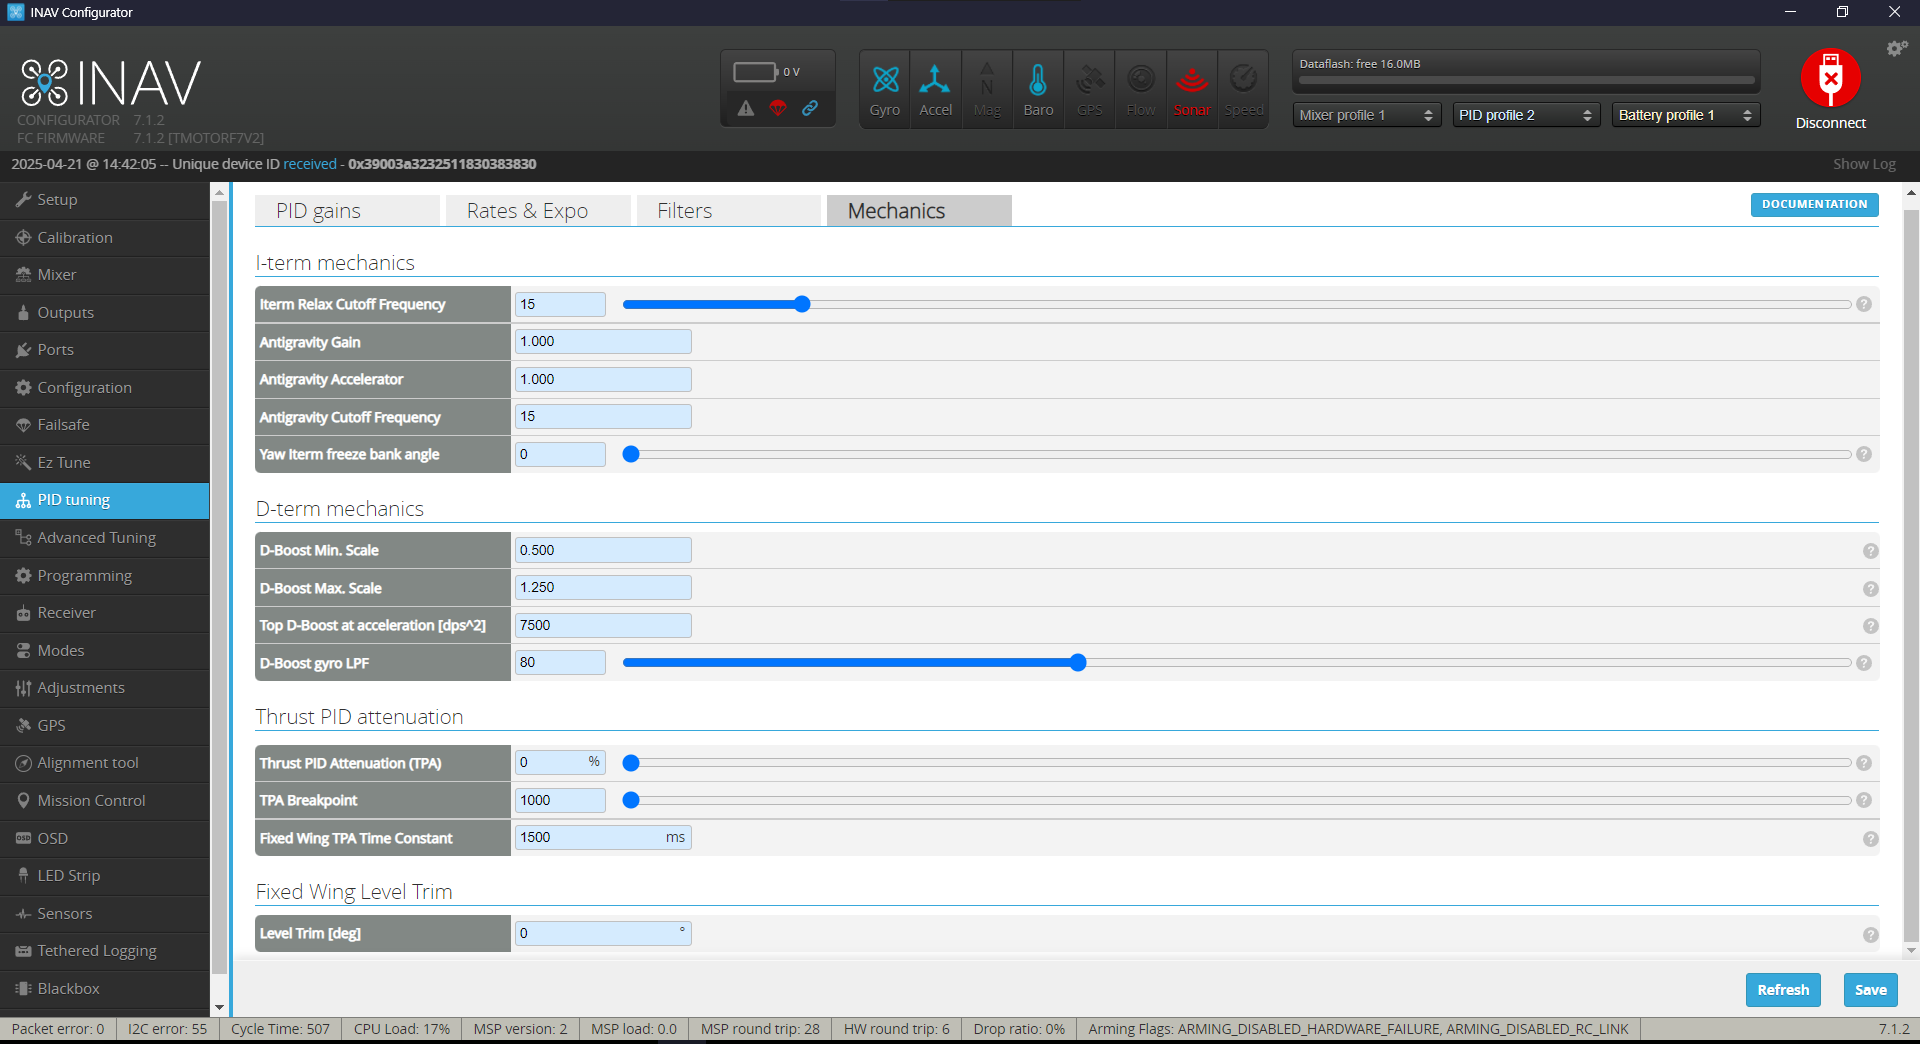 INAV Configurator
INAV
CONFIGURATOR 7.1.2
FC FIRMWARE 7.1.2 [TMOTORF7V2]
0 V
Gyro
Accel
Mag
Baro
GPS
Flow
Sonar
Speed
Dataflash: free 16.0MB
Mixer profile 1
PID profile 2
Battery profile 1
Disconnect
2025-04-21 @ 14:42:05 -- Unique device ID received - 0x39003a3232511830383830
Show Log
Setup
Calibration
Mixer
Outputs
Ports
Configuration
Failsafe
Ez Tune
PID tuning
Advanced Tuning
Programming
Receiver
Modes
Adjustments
GPS
Alignment tool
Mission Control
OSD
LED Strip
Sensors
Tethered Logging
Blackbox
PID gains
Rates & Expo
Filters
Mechanics
DOCUMENTATION
I-term mechanics
Iterm Relax Cutoff Frequency 15
Antigravity Gain 1.000
Antigravity Accelerator 1.000
Antigravity Cutoff Frequency 15
Yaw Iterm freeze bank angle 0
D-term mechanics
D-Boost Min. Scale 0.500
D-Boost Max. Scale 1.250
Top D-Boost at acceleration [dps^2] 7500
D-Boost gyro LPF 80
Thrust PID attenuation
Thrust PID Attenuation (TPA) 0 %
TPA Breakpoint 1000
Fixed Wing TPA Time Constant 1500 ms
Fixed Wing Level Trim
Level Trim [deg] 0 °
Refresh
Save
Packet error: 0
I2C error: 55
Cycle Time: 507
CPU Load: 17%
MSP version: 2
MSP load: 0.0
MSP round trip: 28
HW round trip: 6
Drop ratio: 0%
Arming Flags: ARMING_DISABLED_HARDWARE_FAILURE, ARMING_DISABLED_RC_LINK
7.1.2